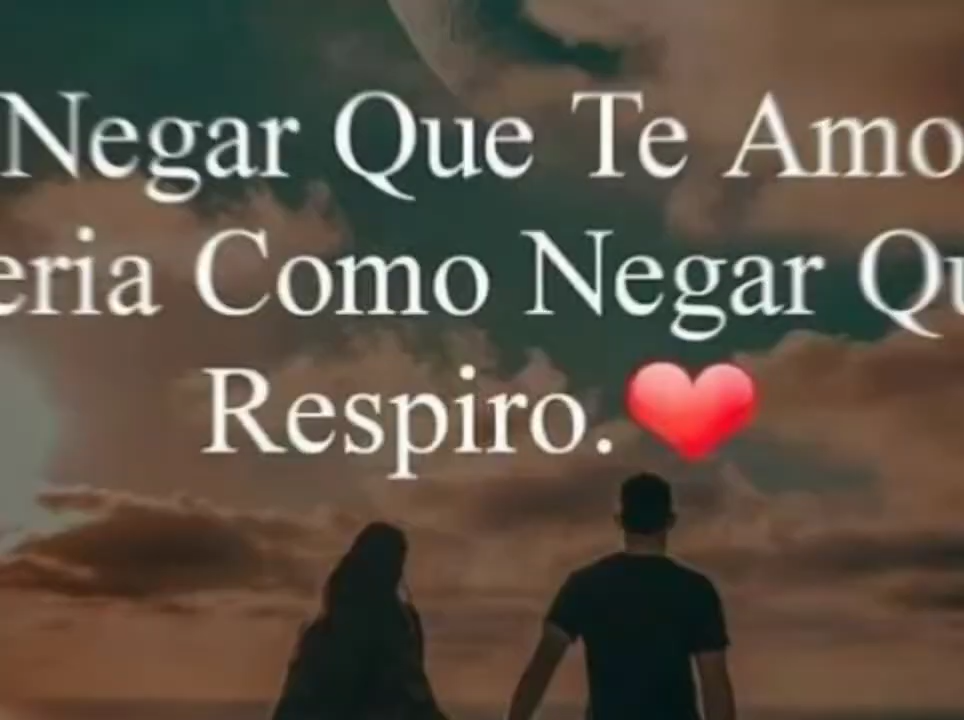 Negar Que Te Amo
eria Como Negar Qu
Respiro.❤️